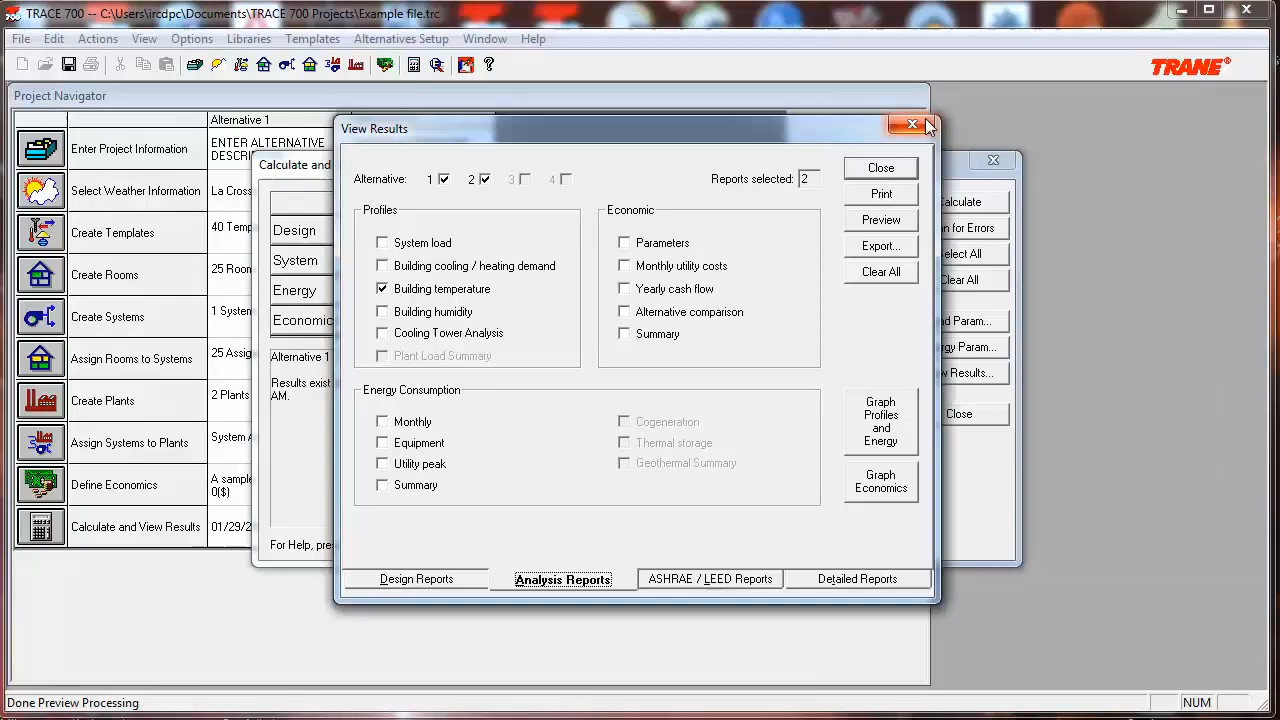 TRACE 700 -- C:\Users\ircdpc\Documents\TRACE 700 Projects\Example file.trc
File Edit Actions View Options Libraries Templates Alternatives Setup Window Help
TRANE®
Project Navigator
Alternative 1
Enter Project Information
ENTER ALTERNATIVE
DESCRI
Select Weather Information
La Cross
Create Templates
40 Temp
Create Rooms
25 Room
Create Systems
1 System
Assign Rooms to Systems
25 Assig
Create Plants
2 Plants
Assign Systems to Plants
System A
Define Economics
A sample
0($)
Calculate and View Results
01/29/2
Calculate and
Design
System
Energy
Economic
Alternative 1
Results exist
AM.
For Help, pre
View Results
Alternative: 1 2 3 4
Reports selected: 2
Profiles
System load
Building cooling / heating demand
Building temperature
Building humidity
Cooling Tower Analysis
Plant Load Summary
Economic
Parameters
Monthly utility costs
Yearly cash flow
Alternative comparison
Summary
Energy Consumption
Monthly
Equipment
Utility peak
Summary
Cogeneration
Thermal storage
Geothermal Summary
Close
Print
Preview
Export...
Clear All
Graph
Profiles
and
Energy
Graph
Economics
Design Reports
Analysis Reports
ASHRAE / LEED Reports
Detailed Reports
alculate
n for Errors
elect All
lear All
ad Param...
rgy Param...
w Results...
Close
Done Preview Processing
NUM